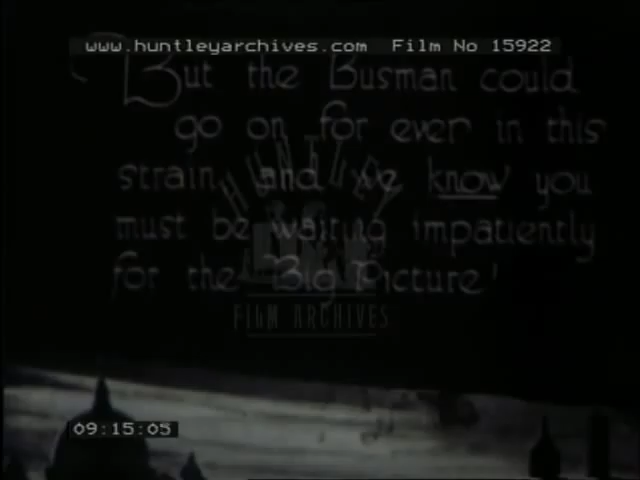 www.huntleyarchives.com Film No 15922
But the Busman could
go on for ever in this
strain, and we know you
must be waiting impatiently
for the 'Big Picture'
HUNTLEY
FILM ARCHIVES
09:15:05